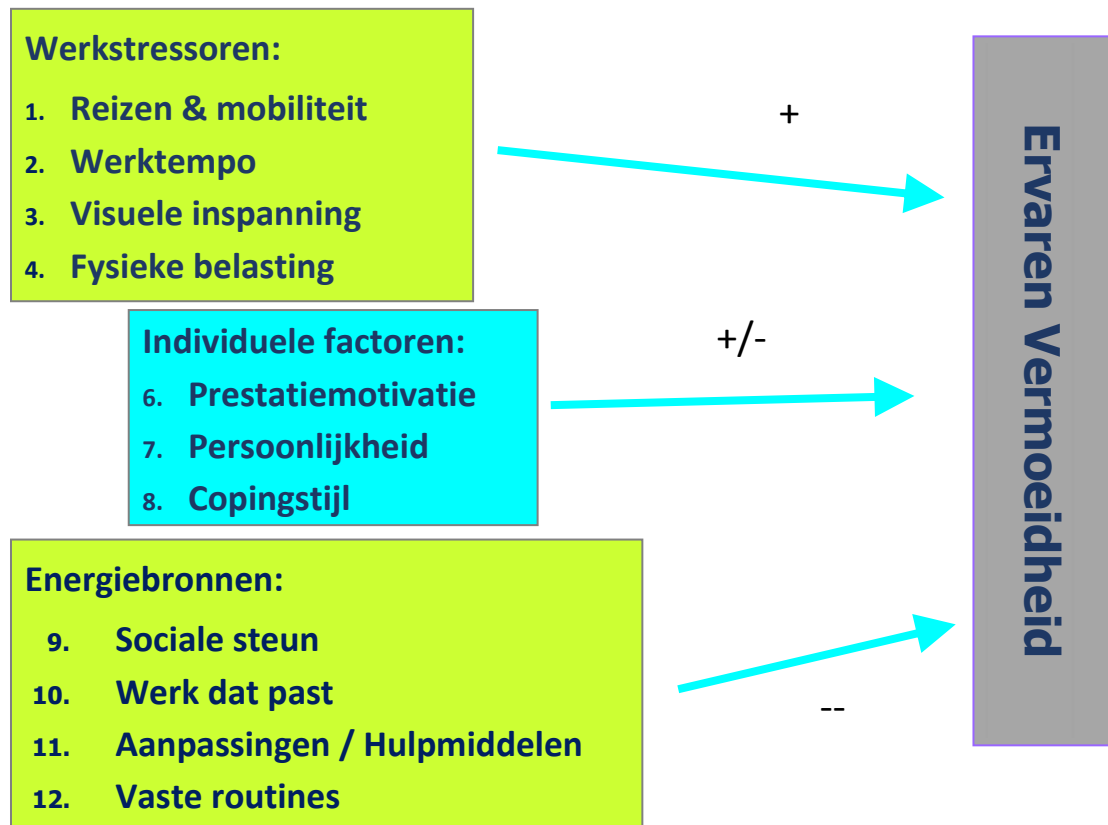 Werkstressoren:
1. Reizen & mobiliteit
2. Werktempo
3. Visuele inspanning
4. Fysieke belasting
+
Individuele factoren:
6. Prestatiemotivatie
7. Persoonlijkheid
8. Copingstijl
+/-
Energiebronnen:
9. Sociale steun
10. Werk dat past
11. Aanpassingen / Hulpmiddelen
12. Vaste routines
--
Ervaren Vermoeidheid